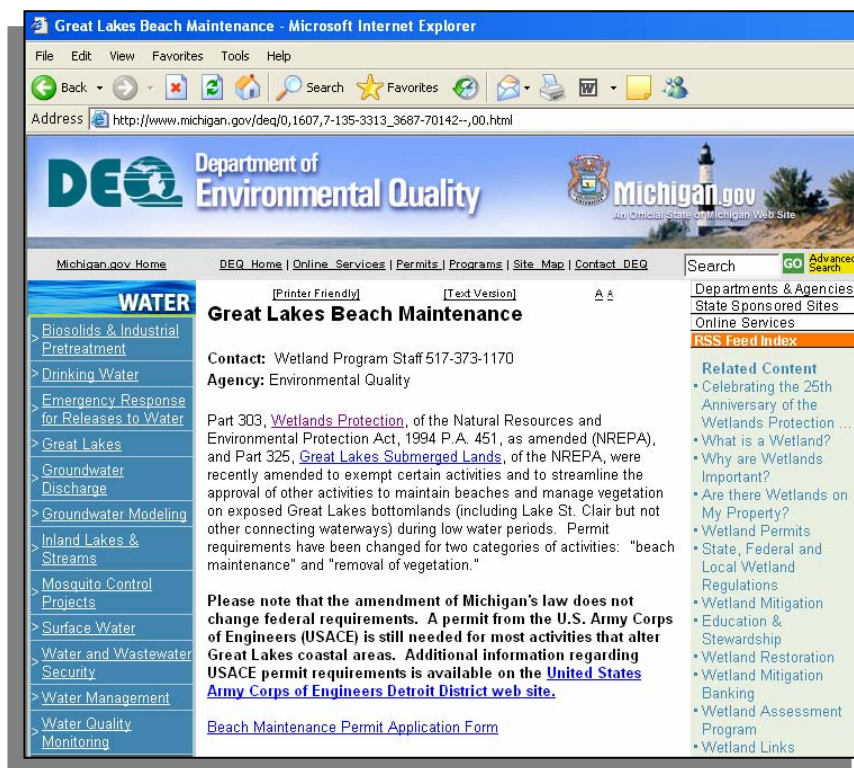 Great Lakes Beach Maintenance - Microsoft Internet Explorer
File Edit View Favorites Tools Help
Back Search Favorites
Address http://www.michigan.gov/deq/0,1607,7-135-3313_3687-70142--,00.html
DEQ Department of
Environmental Quality
Michigan.gov
An Official State of Michigan Web Site
Michigan.gov Home
DEQ Home | Online Services | Permits | Programs | Site Map | Contact DEQ
Search GO Advanced
Search
WATER
> Biosolids & Industrial
Pretreatment
> Drinking Water
> Emergency Response
for Releases to Water
> Great Lakes
> Groundwater
Discharge
> Groundwater Modeling
> Inland Lakes &
Streams
> Mosquito Control
Projects
> Surface Water
> Water and Wastewater
Security
> Water Management
> Water Quality
Monitoring
[Printer Friendly] [Text Version] A A
Great Lakes Beach Maintenance
Contact: Wetland Program Staff 517-373-1170
Agency: Environmental Quality
Part 303, Wetlands Protection, of the Natural Resources and
Environmental Protection Act, 1994 P.A. 451, as amended (NREPA),
and Part 325, Great Lakes Submerged Lands, of the NREPA, were
recently amended to exempt certain activities and to streamline the
approval of other activities to maintain beaches and manage vegetation
on exposed Great Lakes bottomlands (including Lake St. Clair but not
other connecting waterways) during low water periods. Permit
requirements have been changed for two categories of activities: "beach
maintenance" and "removal of vegetation."
Please note that the amendment of Michigan's law does not
change federal requirements. A permit from the U.S. Army Corps
of Engineers (USACE) is still needed for most activities that alter
Great Lakes coastal areas. Additional information regarding
USACE permit requirements is available on the United States
Army Corps of Engineers Detroit District web site.
Beach Maintenance Permit Application Form
Departments & Agencies
State Sponsored Sites
Online Services
RSS Feed Index
Related Content
• Celebrating the 25th
Anniversary of the
Wetlands Protection ...
• What is a Wetland?
• Why are Wetlands
Important?
• Are there Wetlands on
My Property?
• Wetland Permits
• State, Federal and
Local Wetland
Regulations
• Wetland Mitigation
• Education &
Stewardship
• Wetland Restoration
• Wetland Mitigation
Banking
• Wetland Assessment
Program
• Wetland Links